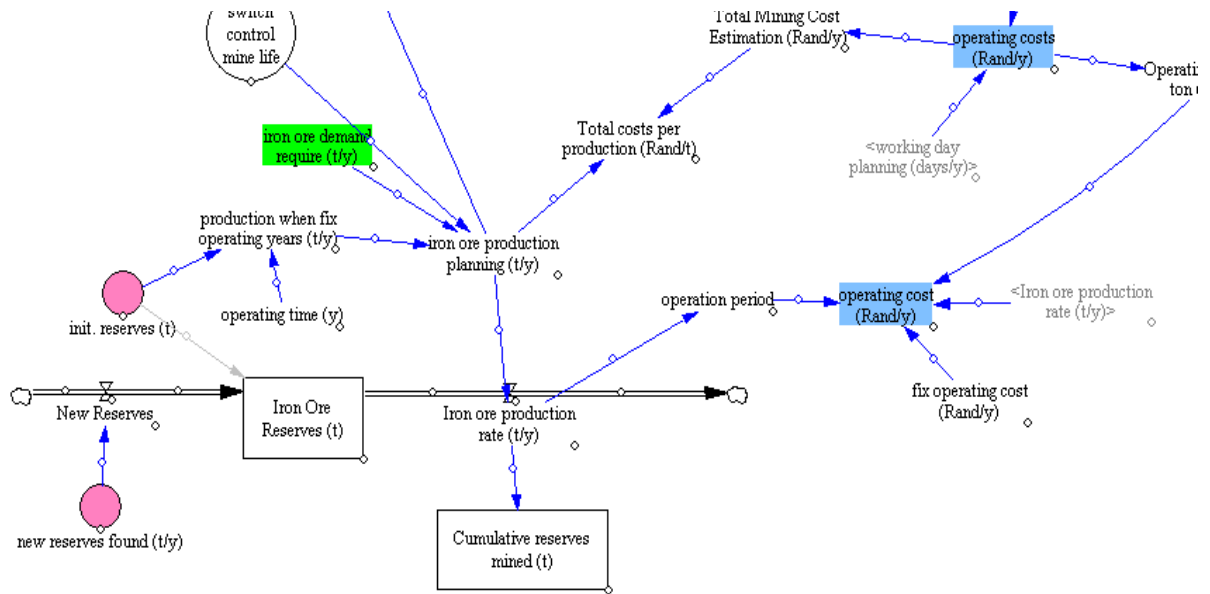 switch
control
mine life
Total Mining Cost
Estimation (Rand/y)
operating costs
(Rand/y)
ton
iron ore demand
require (t/y)
Total costs per
production (Rand/t)
<working day
planning (days/y)>
production when fix
operating years (t/y)
iron ore production
planning (t/y)
operation period
operating cost
(Rand/y)
<Iron ore production
rate (t/y)>
operating time (y)
init. reserves (t)
New Reserves
Iron Ore
Reserves (t)
Iron ore production
rate (t/y)
fix operating cost
(Rand/y)
new reserves found (t/y)
Cumulative reserves
mined (t)